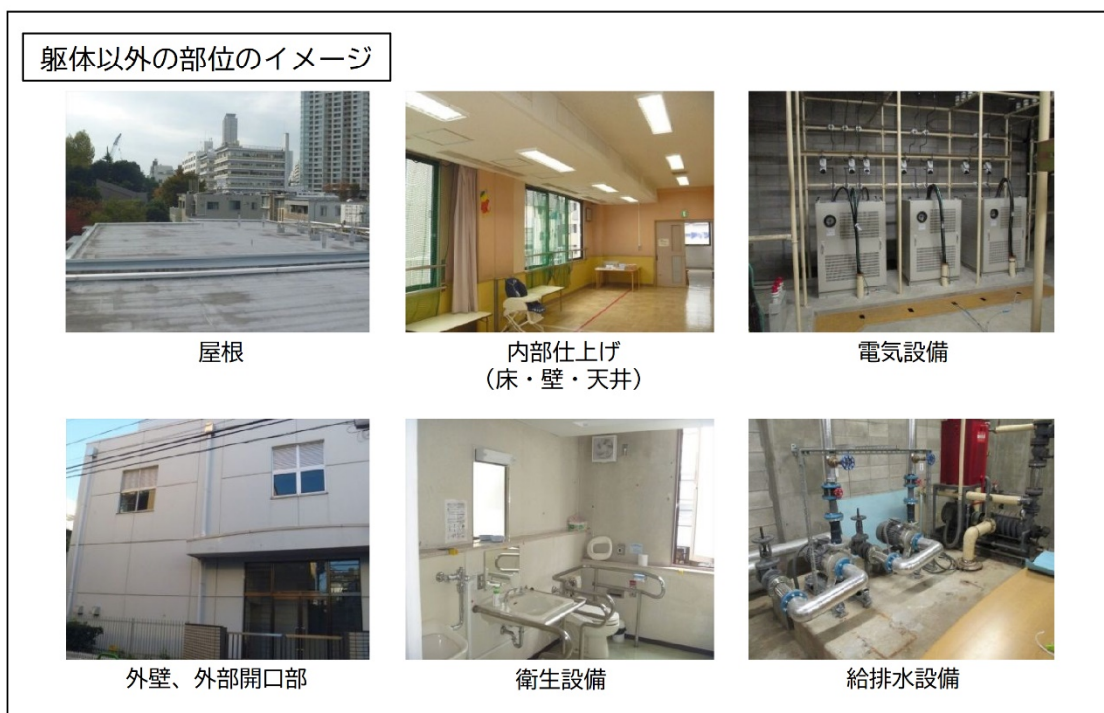 躯体以外の部位のイメージ
屋根
内部仕上げ
（床・壁・天井）
電気設備
外壁、外部開口部
衛生設備
給排水設備